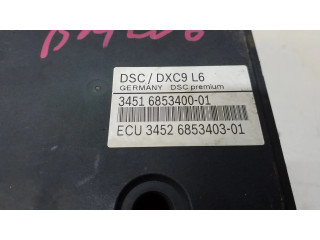 DSC / DXC9 L6
GERMANY DSC premium
3451 6853400-01
ECU 3452 6853403-01